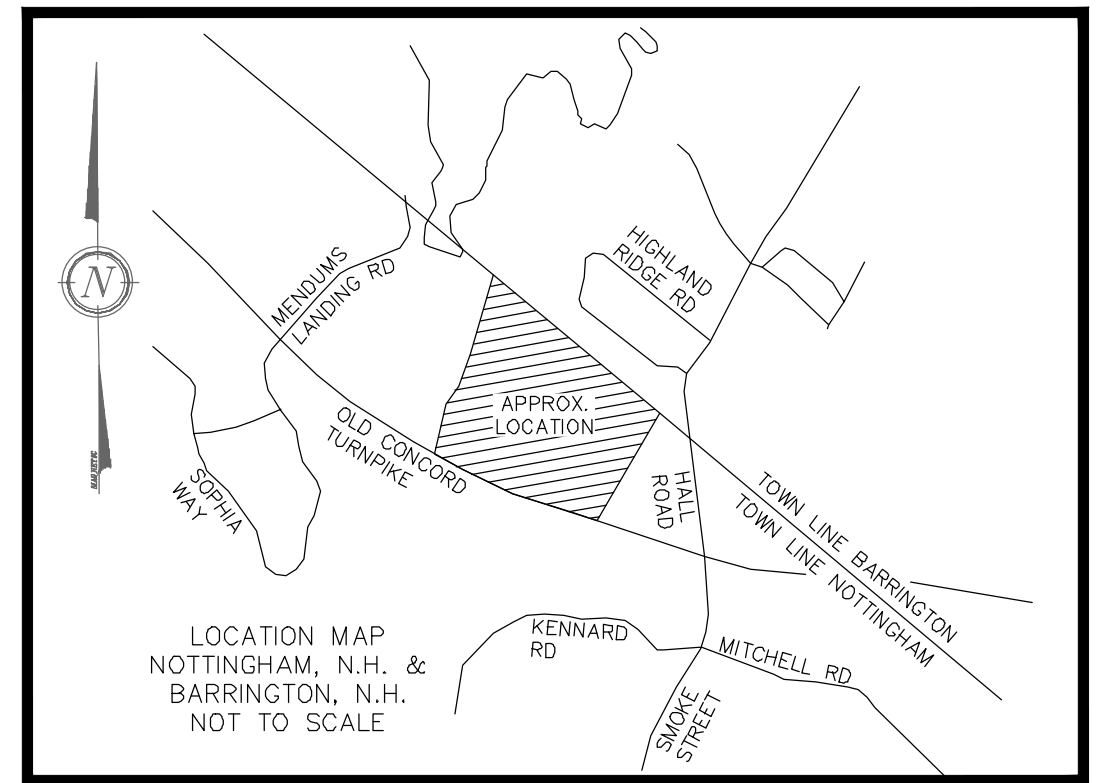 HIGHLAND
RIDGE RD
MENDUMS
LANDING RD
N
APPROX.
LOCATION
OLD CONCORD
TURNPIKE
MAGNETIC
SOPHIA
WAY
HALL
ROAD
TOWN LINE BARRINGTON
TOWN LINE NOTTINGHAM
LOCATION MAP
NOTTINGHAM, N.H. &
BARRINGTON, N.H.
NOT TO SCALE
KENNARD
RD
MITCHELL RD
SMOKE
STREET